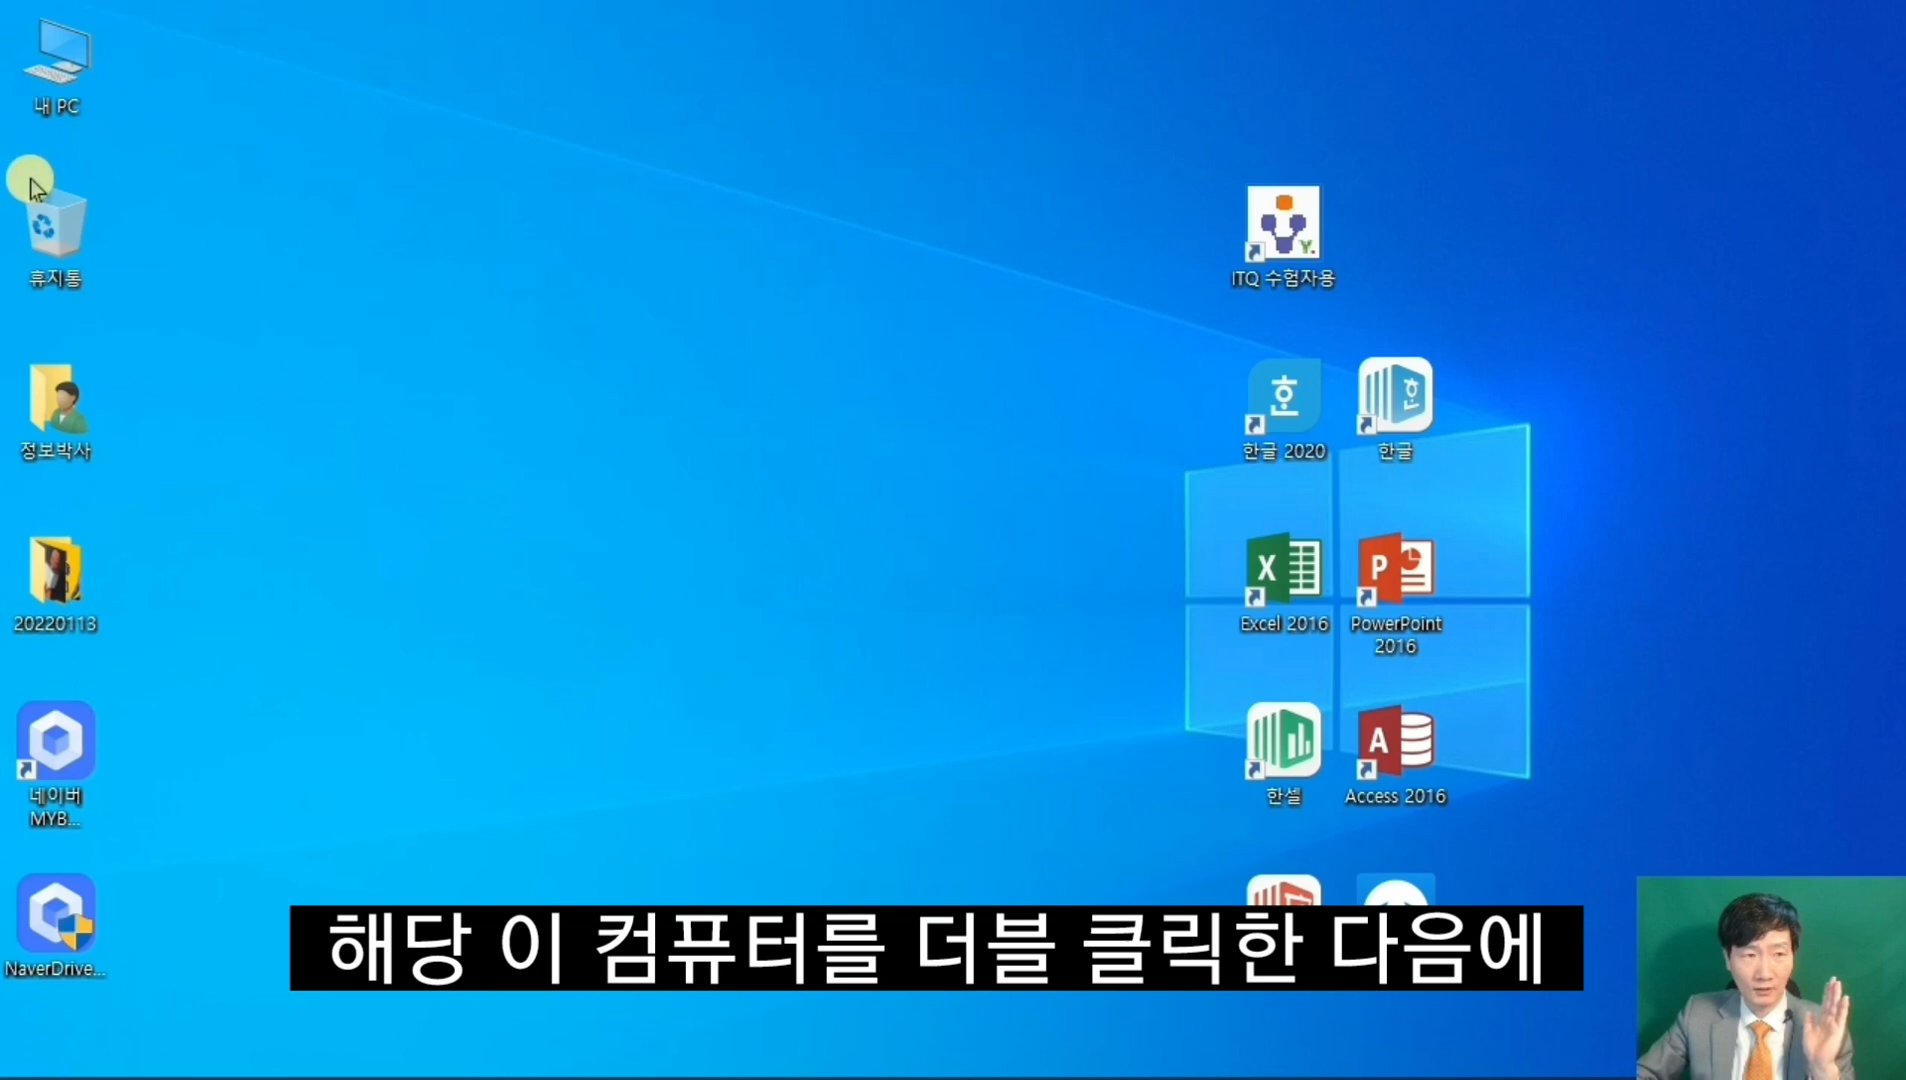 내 PC
휴지통
정보박사
20220113
네이버
MYB...
NaverDrive...
ITQ 수험자용
한글 2020
한글
Excel 2016
PowerPoint
2016
한셀
Access 2016
해당 이 컴퓨터를 더블 클릭한 다음에